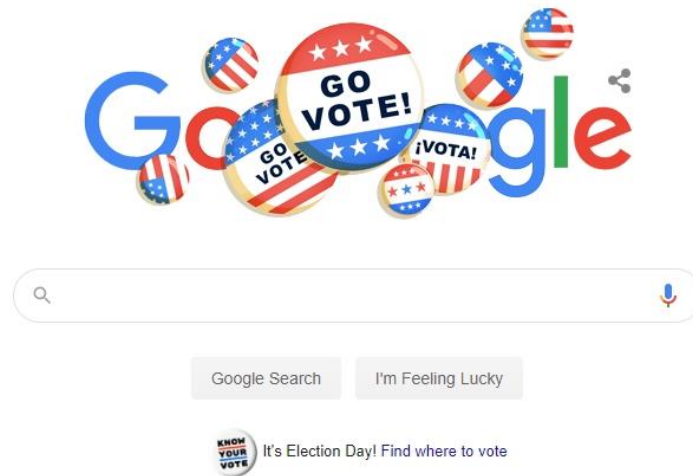 Google
GO
VOTE!
GO
VOTE
¡VOTA!
Google Search
I'm Feeling Lucky
KNOW
YOUR
VOTE
It's Election Day! Find where to vote